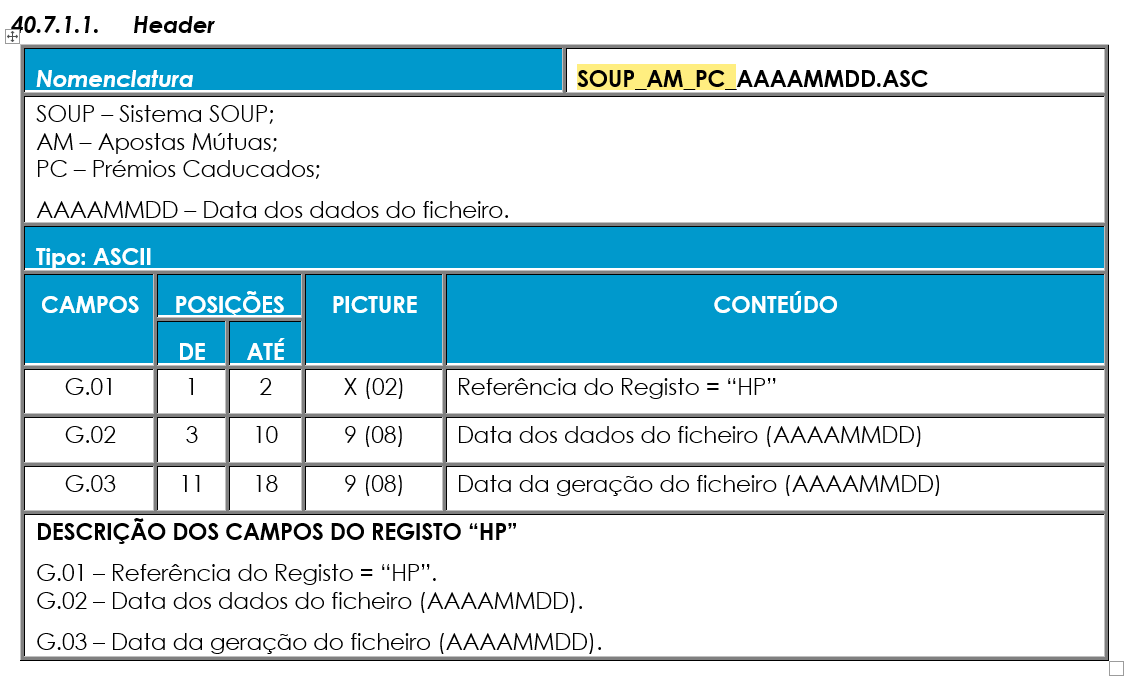 40.7.1.1. Header
Nomenclatura SOUP_AM_PC_AAAAMMDD.ASC
SOUP – Sistema SOUP;
AM – Apostas Mútuas;
PC – Prémios Caducados;
AAAAMMDD – Data dos dados do ficheiro.
Tipo: ASCII
CAMPOS POSIÇÕES PICTURE CONTEÚDO
DE ATÉ
G.01 1 2 X (02) Referência do Registo = “HP”
G.02 3 10 9 (08) Data dos dados do ficheiro (AAAAMMDD)
G.03 11 18 9 (08) Data da geração do ficheiro (AAAAMMDD)
DESCRIÇÃO DOS CAMPOS DO REGISTO “HP”
G.01 – Referência do Registo = “HP”.
G.02 – Data dos dados do ficheiro (AAAAMMDD).
G.03 – Data da geração do ficheiro (AAAAMMDD).